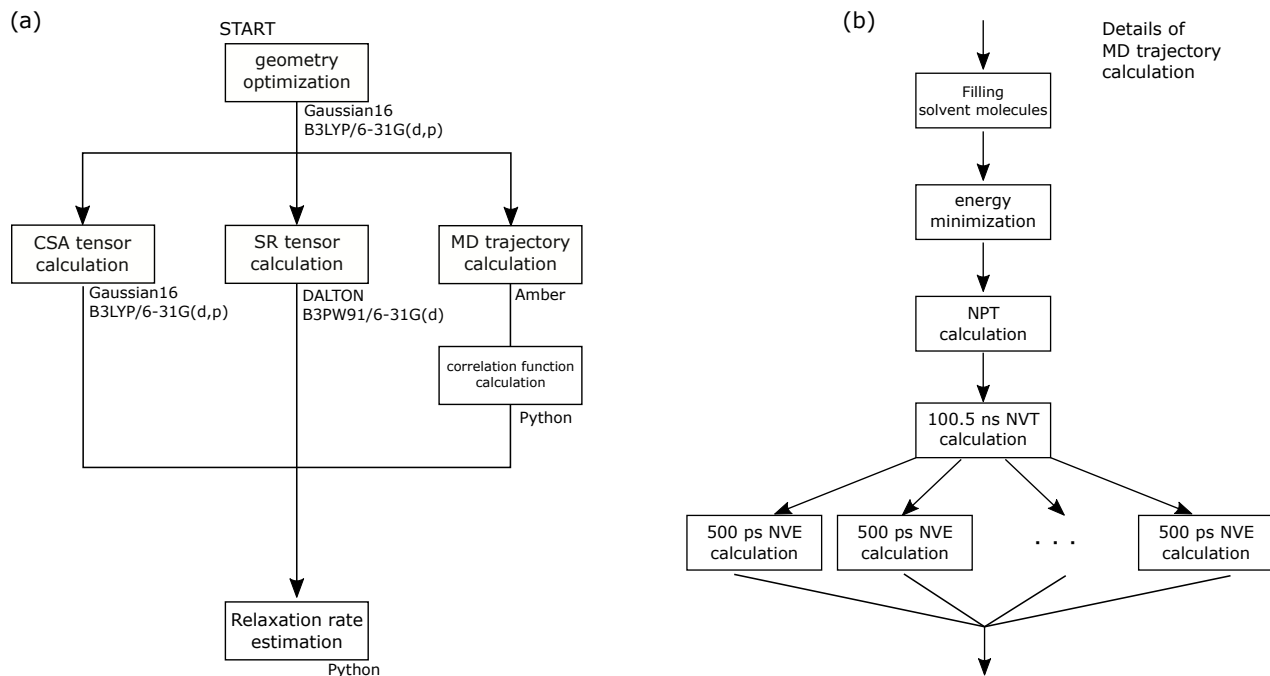 (a)
START
geometry
optimization
Gaussian16
B3LYP/6-31G(d,p)
CSA tensor
calculation
Gaussian16
B3LYP/6-31G(d,p)
SR tensor
calculation
DALTON
B3PW91/6-31G(d)
MD trajectory
calculation
Amber
correlation function
calculation
Python
Relaxation rate
estimation
Python
(b)
Details of
MD trajectory
calculation
Filling
solvent molecules
energy
minimization
NPT
calculation
100.5 ns NVT
calculation
500 ps NVE
calculation
500 ps NVE
calculation
. . .
500 ps NVE
calculation